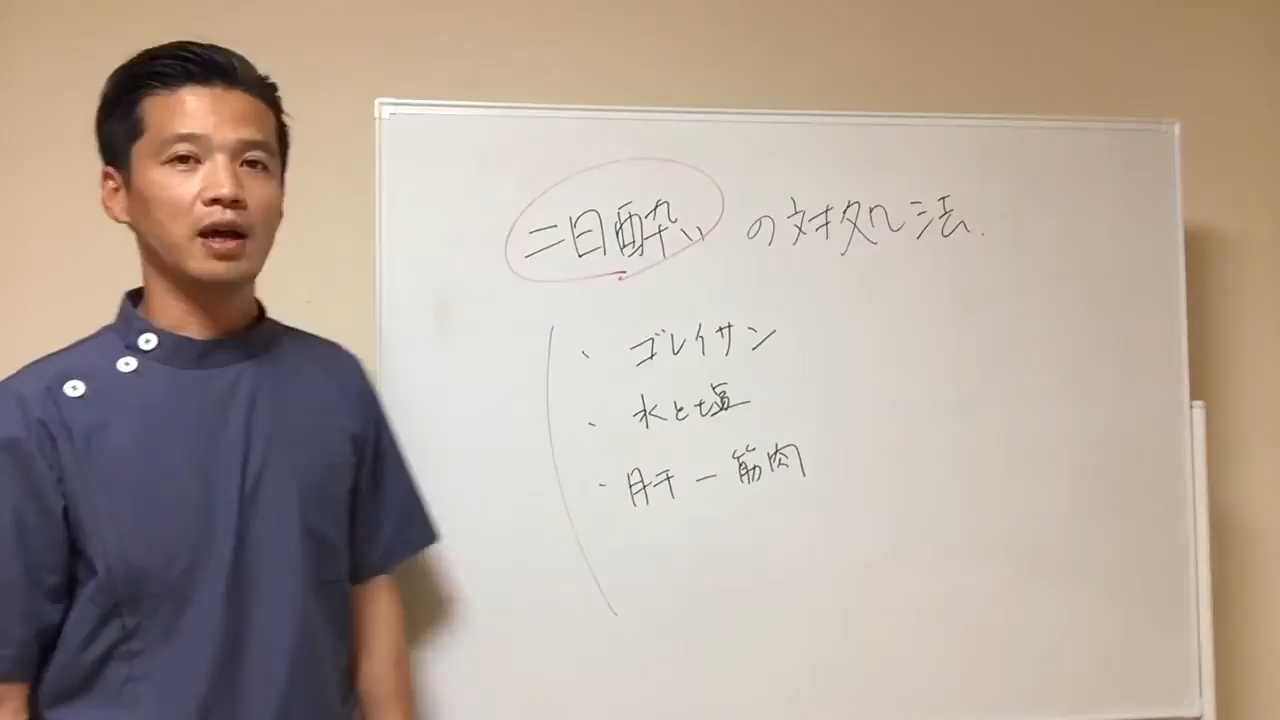 二日酔いの対処法.
・ゴレイサン
・水と塩
・肝ー筋肉